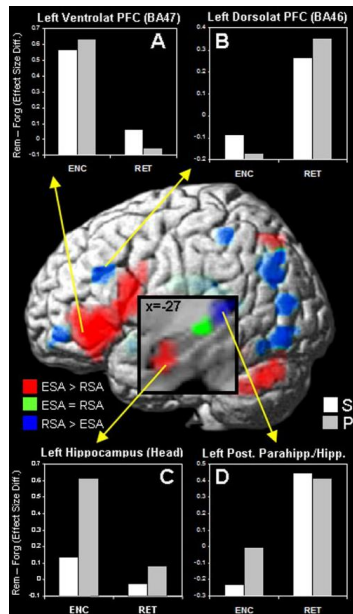 Left Ventrolat PFC (BA47)
Left Dorsolat PFC (BA46)
A
B
Rem – Forg (Effect Size Diff.)
0.7
0.6
0.5
0.4
0.3
0.2
0.1
0
-0.1
ENC
RET
0.4
0.3
0.2
0.1
0
-0.1
-0.2
ENC
RET
x=-27
ESA > RSA
ESA = RSA
RSA > ESA
S
P
Left Hippocampus (Head)
Left Post. Parahipp./Hipp.
C
D
Rem – Forg (Effect Size Diff.)
0.7
0.6
0.5
0.4
0.3
0.2
0.1
0
-0.1
ENC
RET
0.5
0.4
0.3
0.2
0.1
0
-0.1
-0.2
-0.3
ENC
RET